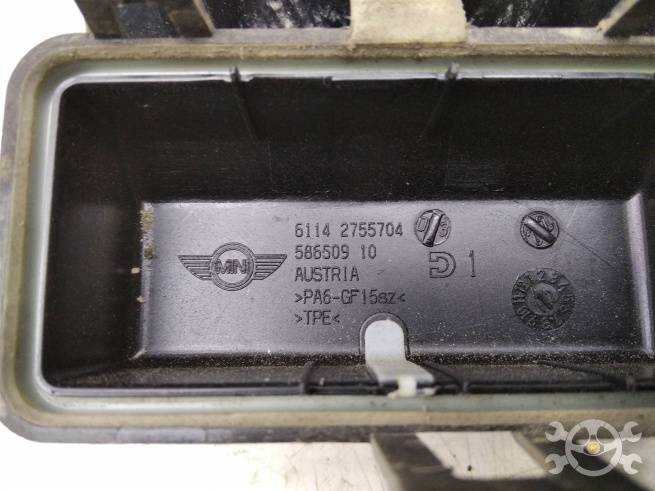 6114 2755704
586509 10
MINI
AUSTRIA
D 1
>PA6-GF15sz<
>TPE<